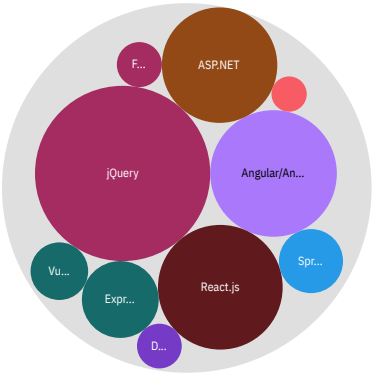 F...
ASP.NET
jQuery
Angular/An...
Vu...
Expr...
React.js
Spr...
D...